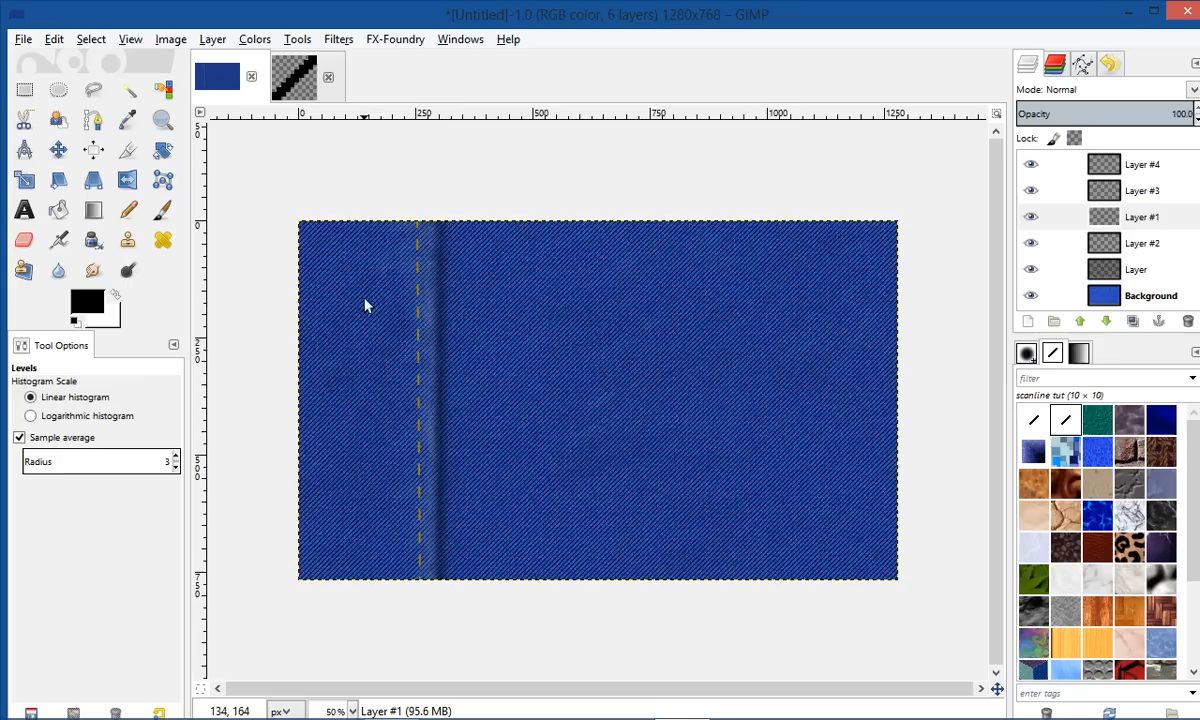 *[Untitled]-1.0 (RGB color, 6 layers) 1280x768 – GIMP
File Edit Select View Image Layer Colors Tools Filters FX-Foundry Windows Help
Mode: Normal
Opacity 100.0
Lock:
Layer #4
Layer #3
Layer #1
Layer #2
Layer
Background
0 250 500 750 1000 1250
Tool Options
Levels
Histogram Scale
Linear histogram
Logarithmic histogram
Sample average
Radius 3
filter
scanline tut (10 × 10)
enter tags
134, 164 px 50 % Layer #1 (95.6 MB)